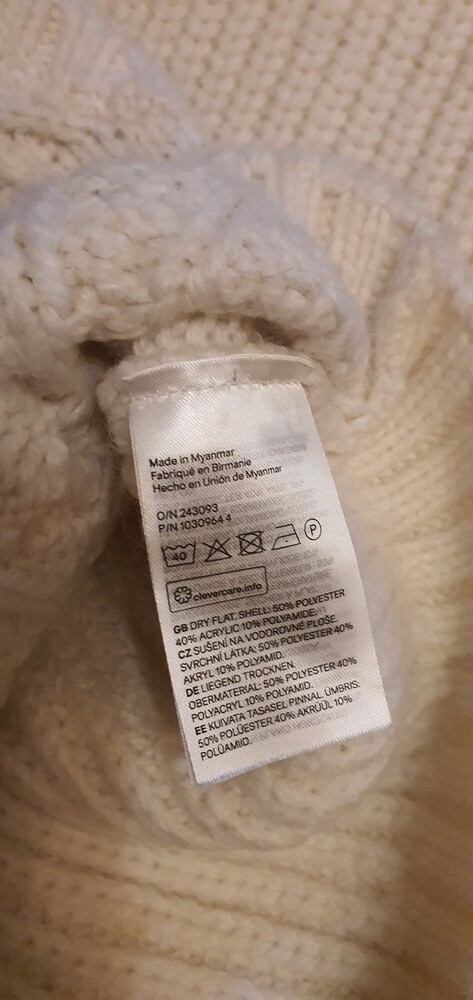 Made in Myanmar
Fabriqué en Birmanie
Hecho en Unión de Myanmar
O/N 243093
P/N 1030964 4
40
P
clevercare.info
GB DRY FLAT. SHELL: 50% POLYESTER
40% ACRYLIC 10% POLYAMIDE.
CZ SUŠENÍ NA VODOROVNÉ PLOŠE.
SVRCHNÍ LÁTKA: 50% POLYESTER 40%
AKRYL 10% POLYAMID.
DE LIEGEND TROCKNEN.
OBERMATERIAL: 50% POLYESTER 40%
POLYACRYL 10% POLYAMID.
EE KUIVATA TASASEL PINNAL. ÜMBRIS:
50% POLÜESTER 40% AKRÜÜL 10%
POLÜAMIID.